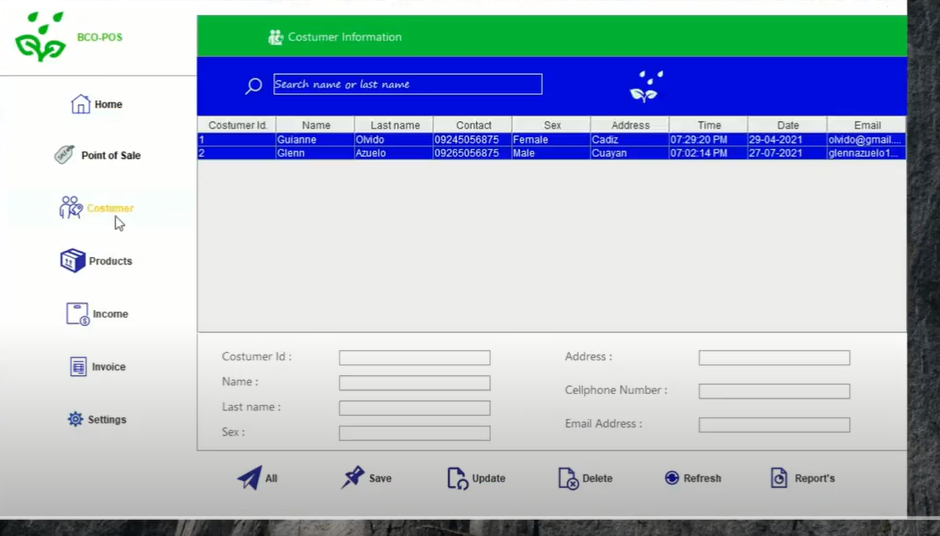 BCO-POS
Costumer Information
Search name or last name
Home
Point of Sale
Costumer
Products
Income
Invoice
Settings
Costumer Id. Name Last name Contact Sex Address Time Date Email
1 Guianne Olvido 09245056875 Female Cadiz 07:29:20 PM 29-04-2021 olvido@gmail....
2 Glenn Azuelo 09265056875 Male Cuayan 07:02:14 PM 27-07-2021 glennazuelo1...
Costumer Id :
Name :
Last name :
Sex :
Address :
Cellphone Number :
Email Address :
All Save Update Delete Refresh Report's